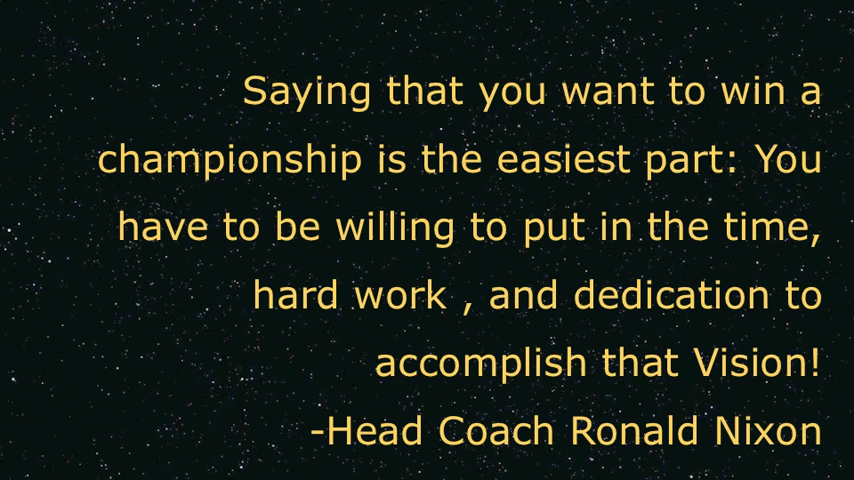 Saying that you want to win a
championship is the easiest part: You
have to be willing to put in the time,
hard work , and dedication to
accomplish that Vision!
-Head Coach Ronald Nixon